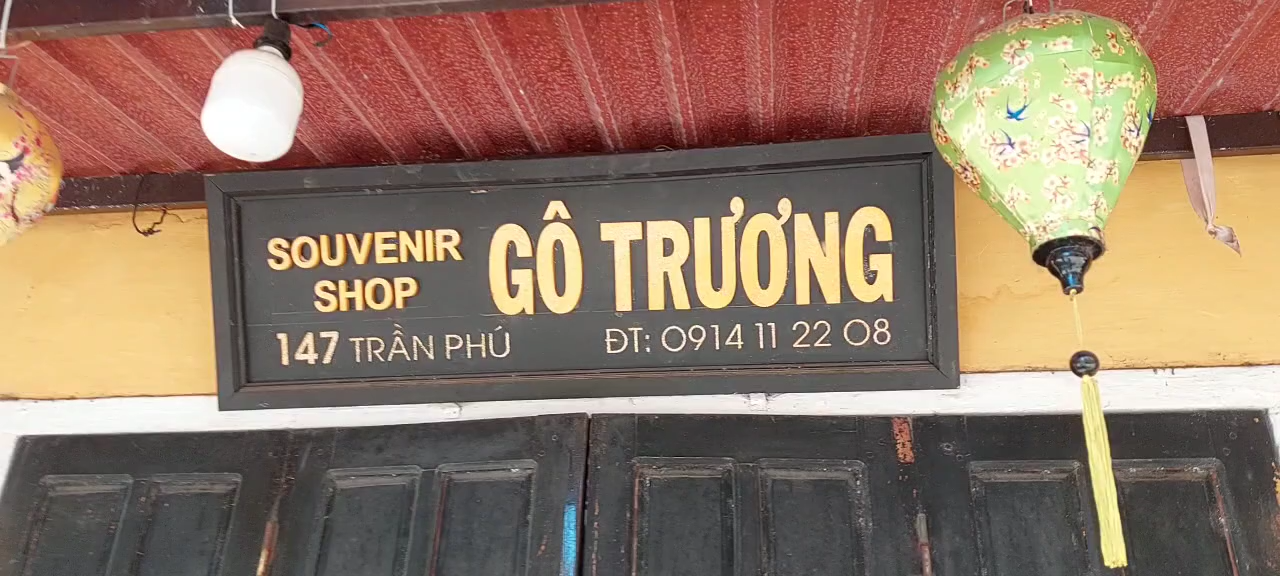 SOUVENIR SHOP
GÔ TRƯƠNG
147 TRẦN PHÚ
ĐT: 0914 11 22 08